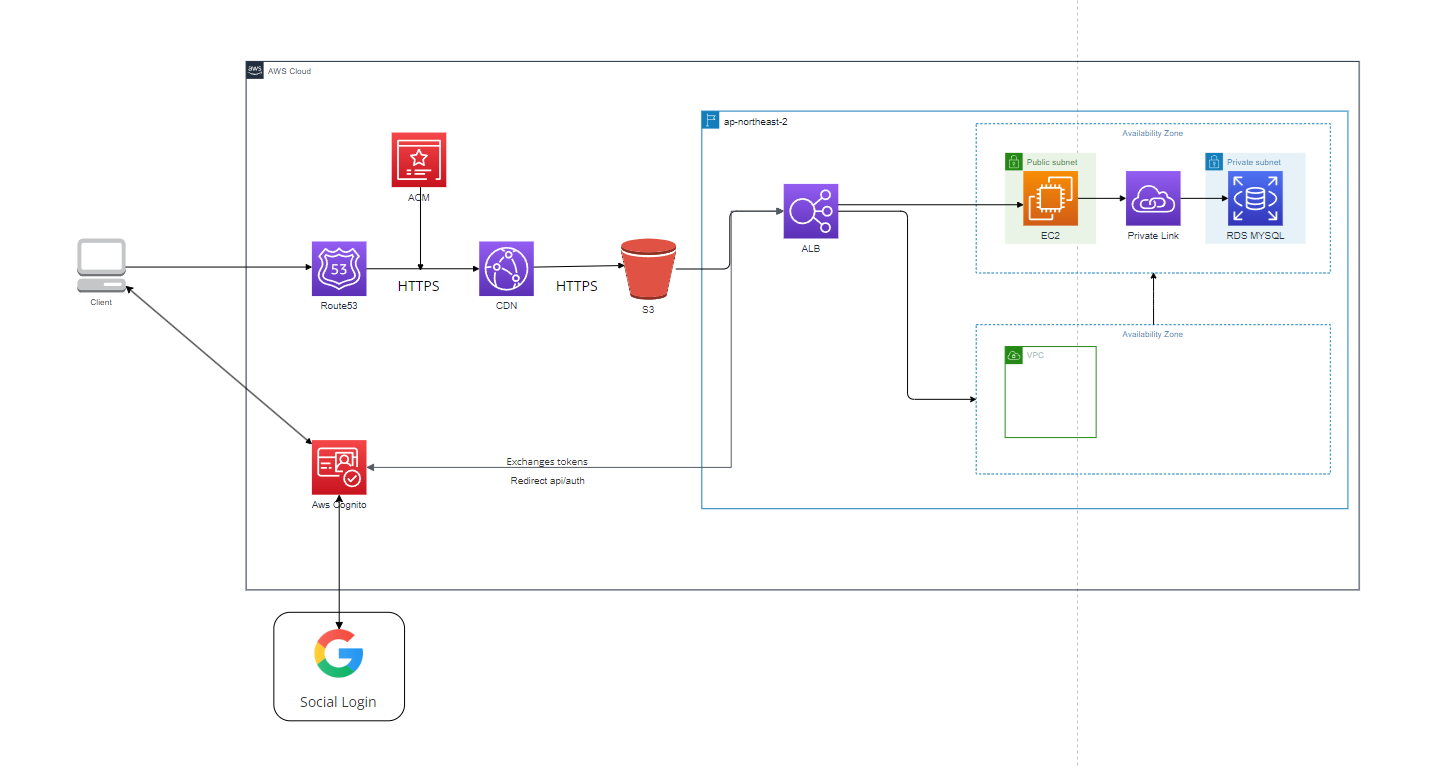 aws
AWS Cloud
ap-northeast-2
Availability Zone
Public subnet
Private subnet
EC2
Private Link
RDS MYSQL
ACM
ALB
Client
53
Route53
HTTPS
CDN
HTTPS
S3
Availability Zone
VPC
Exchanges tokens
Redirect api/auth
Aws Cognito
Social Login